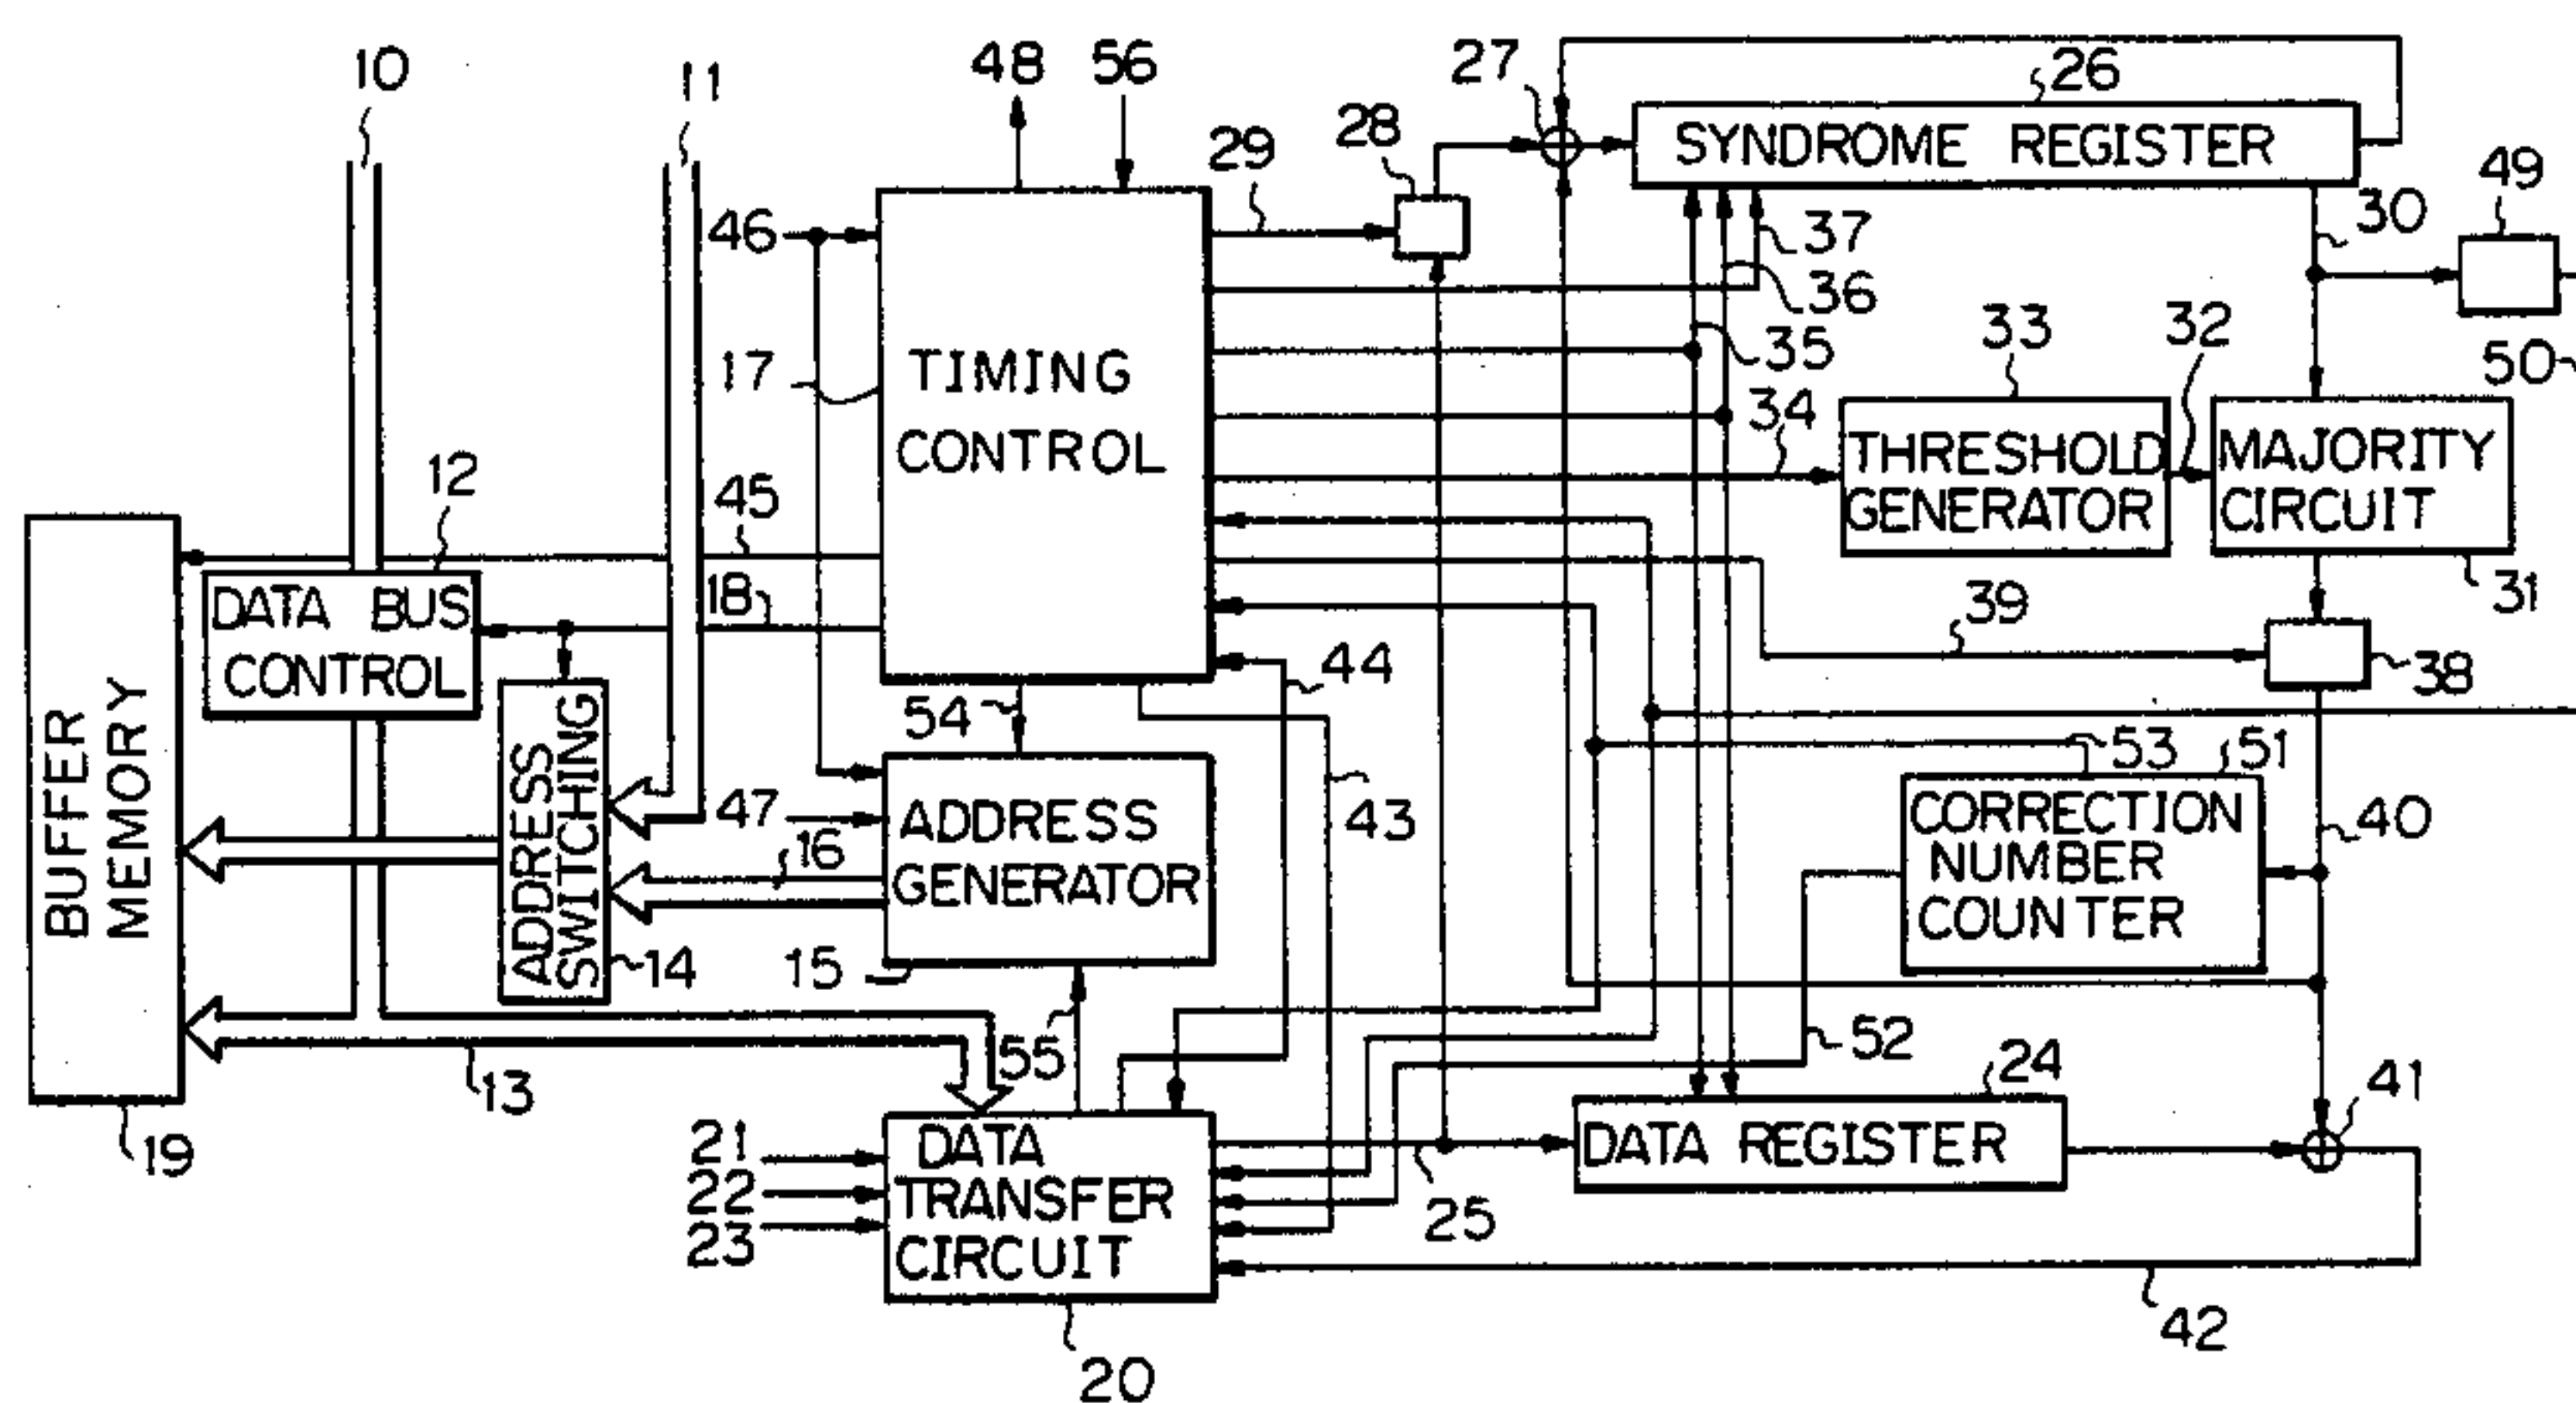 10
11
48 56
27
26
SYNDROME REGISTER
28
29
49
46
37
30
36
17
TIMING
CONTROL
35
33
32
50
34
THRESHOLD
GENERATOR
MAJORITY
CIRCUIT
12
45
DATA BUS
CONTROL
18
39
31
44
38
BUFFER
MEMORY
54
53 51
ADDRESS
SWITCHING
47
16
ADDRESS
GENERATOR
43
CORRECTION
NUMBER
COUNTER
40
14
15
55
52
24
41
13
19
21
22
23
DATA
TRANSFER
CIRCUIT
25
DATA REGISTER
42
20